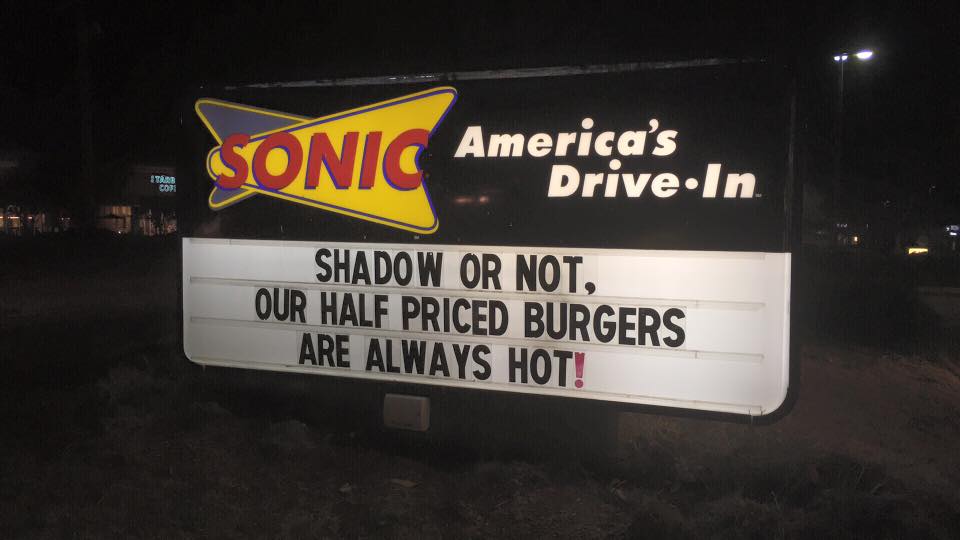 SONIC
America's
Drive-In
SHADOW OR NOT,
OUR HALF PRICED BURGERS
ARE ALWAYS HOT!